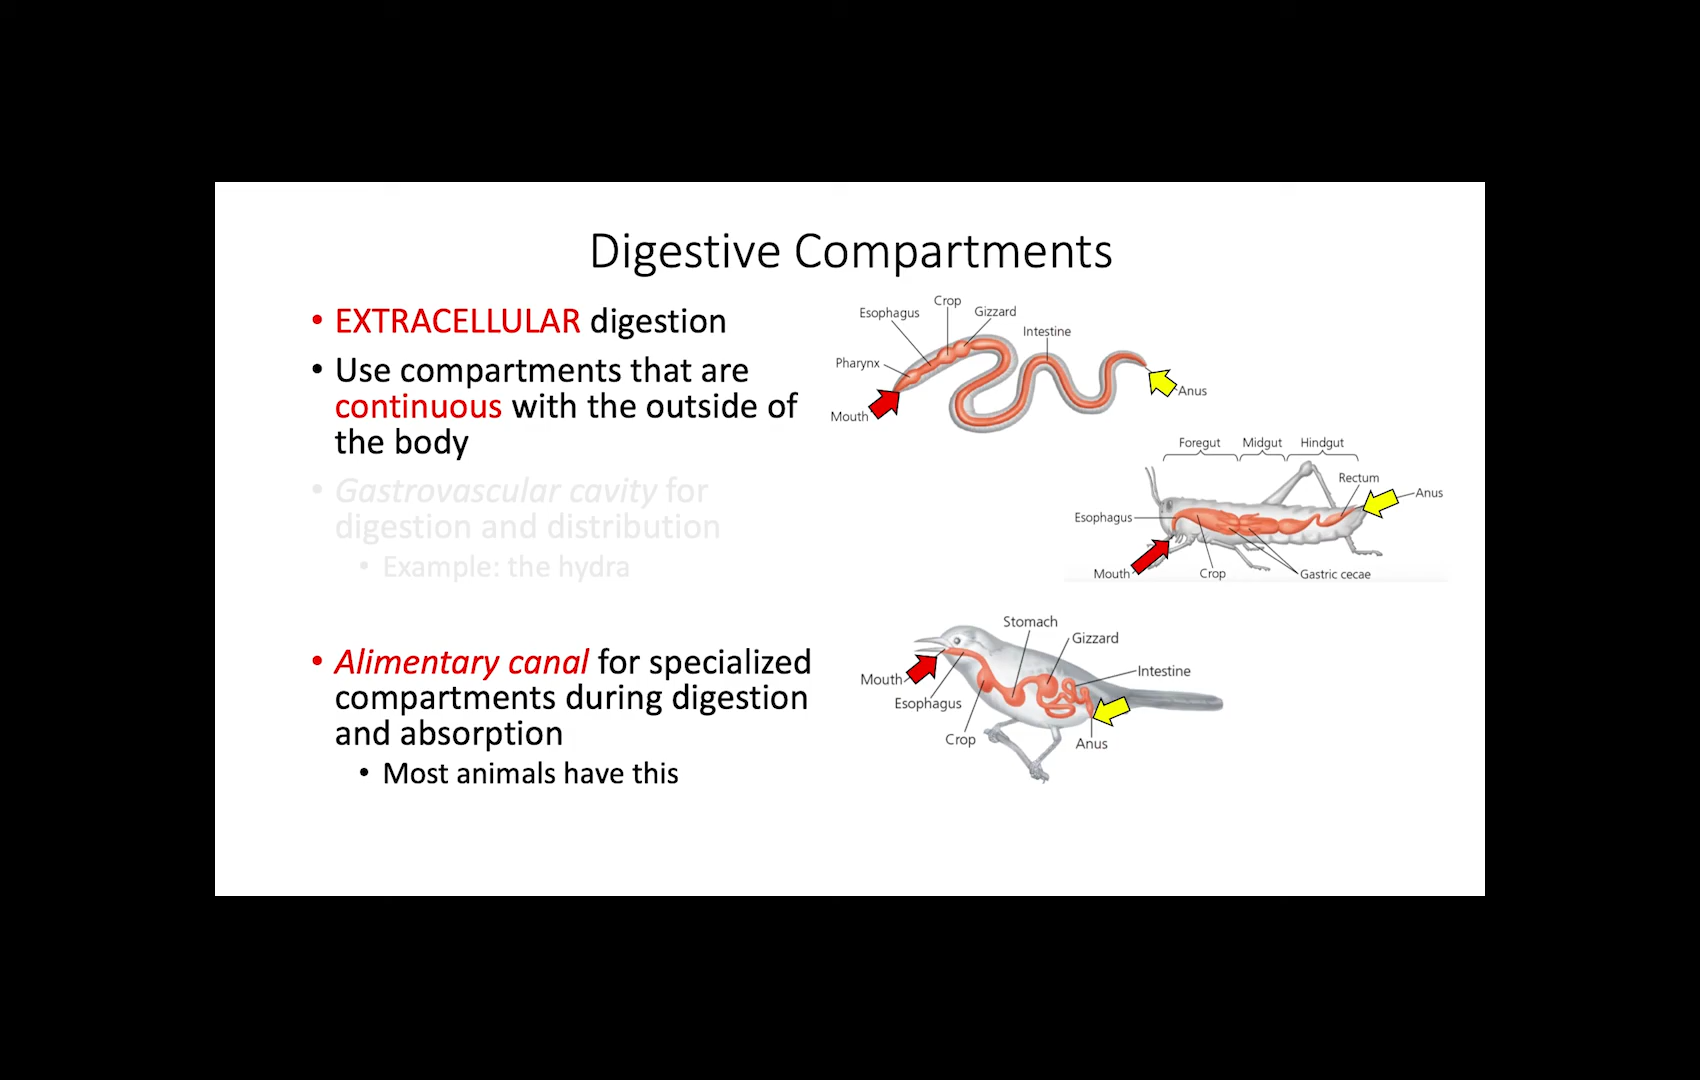 Digestive Compartments
• EXTRACELLULAR digestion
• Use compartments that are
continuous with the outside of
the body
• Gastrovascular cavity for
digestion and distribution
• Example: the hydra
• Alimentary canal for specialized
compartments during digestion
and absorption
• Most animals have this
Crop
Esophagus
Gizzard
Intestine
Pharynx
Anus
Mouth
Foregut Midgut Hindgut
Rectum
Anus
Esophagus
Mouth
Crop
Gastric cecae
Stomach
Gizzard
Intestine
Mouth
Esophagus
Crop
Anus